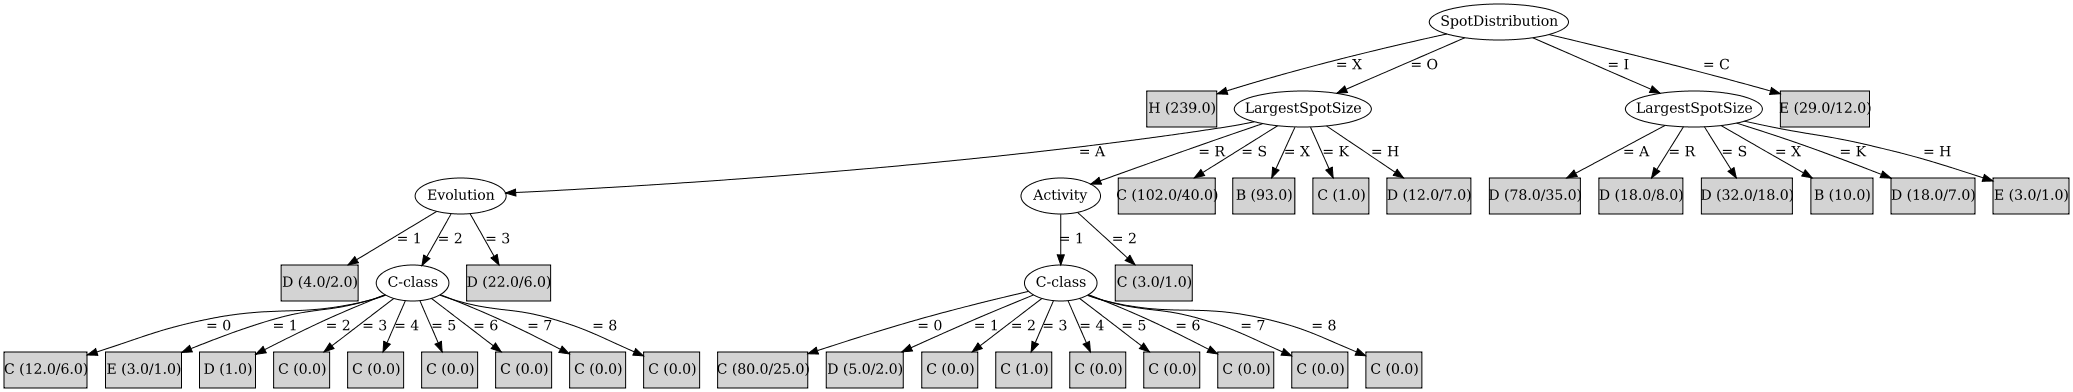 SpotDistribution
= X
= O
= I
= C
H (239.0)
LargestSpotSize
LargestSpotSize
E (29.0/12.0)
= A
= R
= S
= X
= K
= H
= A
= R
= S
= X
= K
= H
Evolution
Activity
C (102.0/40.0)
B (93.0)
C (1.0)
D (12.0/7.0)
D (78.0/35.0)
D (18.0/8.0)
D (32.0/18.0)
B (10.0)
D (18.0/7.0)
E (3.0/1.0)
= 1
= 2
= 3
= 1
= 2
D (4.0/2.0)
C-class
D (22.0/6.0)
C-class
C (3.0/1.0)
= 0
= 1
= 2
= 3
= 4
= 5
= 6
= 7
= 8
= 0
= 1
= 2
= 3
= 4
= 5
= 6
= 7
= 8
C (12.0/6.0)
E (3.0/1.0)
D (1.0)
C (0.0)
C (0.0)
C (0.0)
C (0.0)
C (0.0)
C (0.0)
C (80.0/25.0)
D (5.0/2.0)
C (0.0)
C (1.0)
C (0.0)
C (0.0)
C (0.0)
C (0.0)
C (0.0)